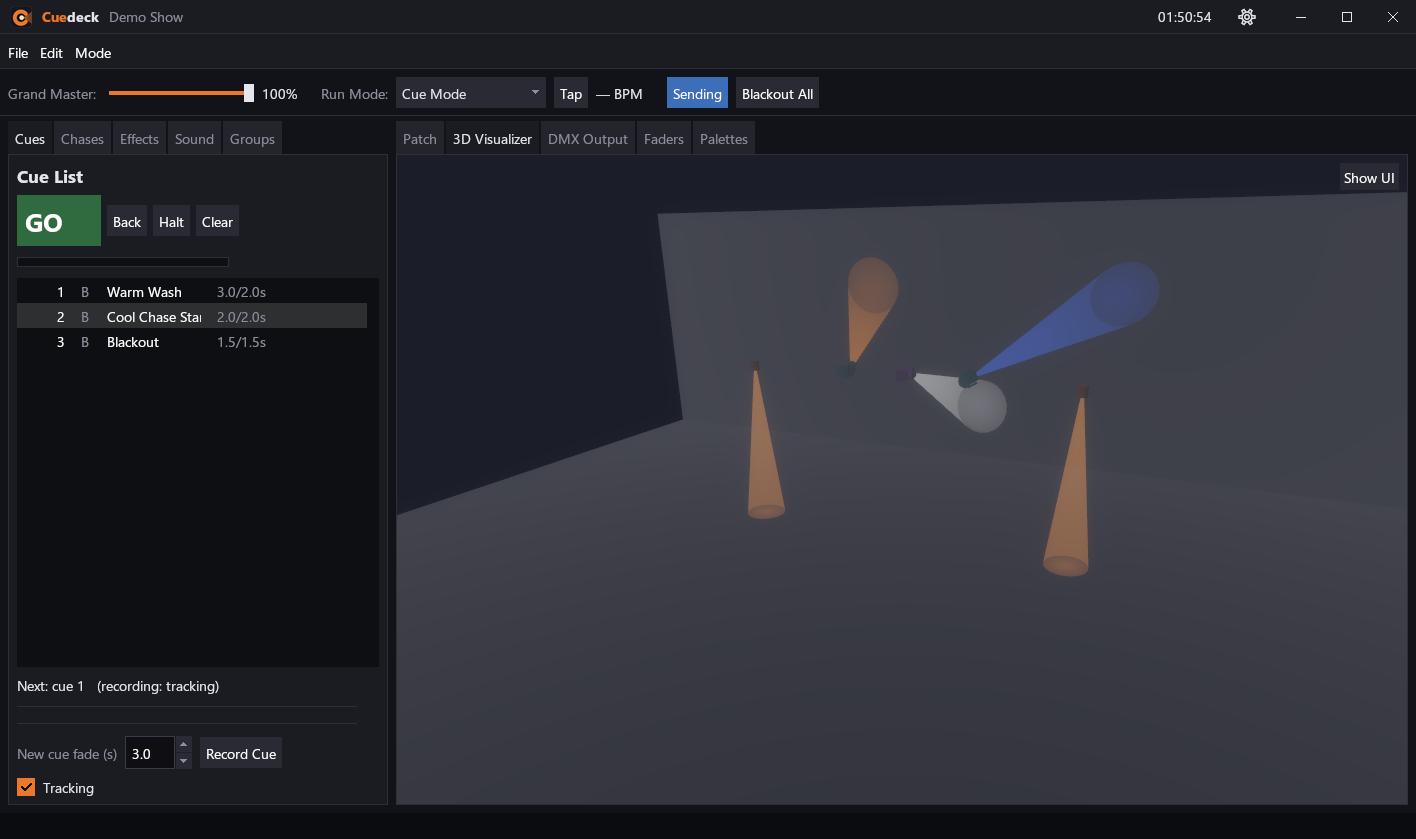 Cuedeck Demo Show 01:50:54
File Edit Mode
Grand Master: 100% Run Mode: Cue Mode Tap — BPM Sending Blackout All
Cues Chases Effects Sound Groups
Patch 3D Visualizer DMX Output Faders Palettes
Cue List
Show UI
GO Back Halt Clear
1 B Warm Wash 3.0/2.0s
2 B Cool Chase Star 2.0/2.0s
3 B Blackout 1.5/1.5s
Next: cue 1 (recording: tracking)
New cue fade (s) 3.0 Record Cue
Tracking